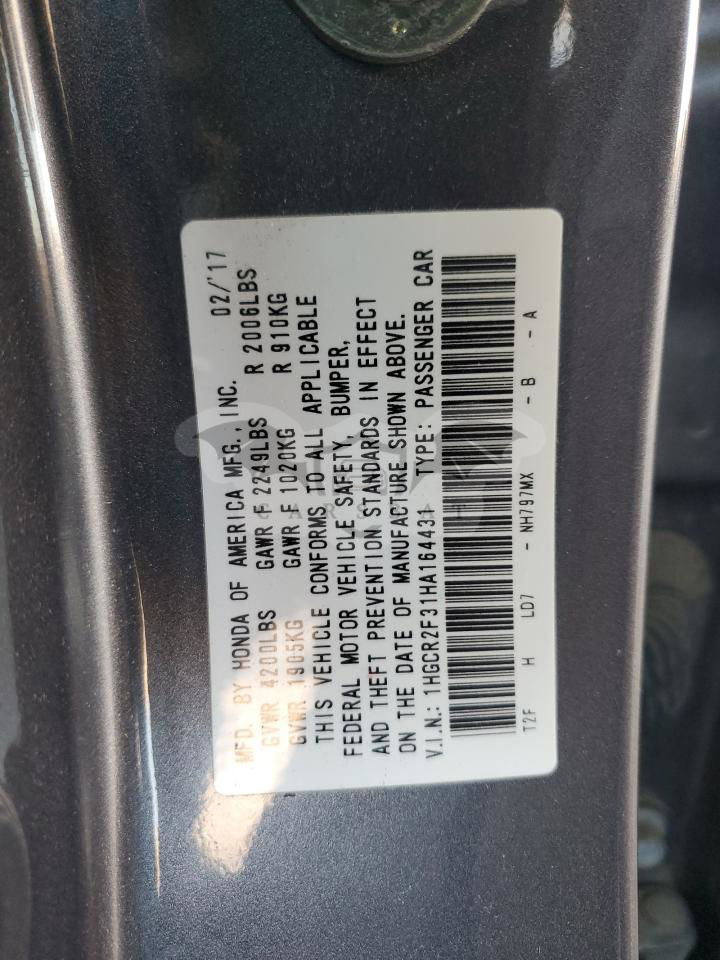 MFD. BY HONDA OF AMERICA MFG., INC. 02/'17
GVWR 4200LBS GAWR F 2249LBS R 2006LBS
GVWR 1905KG GAWR F 1020KG R 910KG
THIS VEHICLE CONFORMS TO ALL APPLICABLE
FEDERAL MOTOR VEHICLE SAFETY, BUMPER,
AND THEFT PREVENTION STANDARDS IN EFFECT
ON THE DATE OF MANUFACTURE SHOWN ABOVE.
V.I.N.: 1HGCR2F31HA164431 TYPE: PASSENGER CAR
T2F H LD7 - NH797MX - B - A